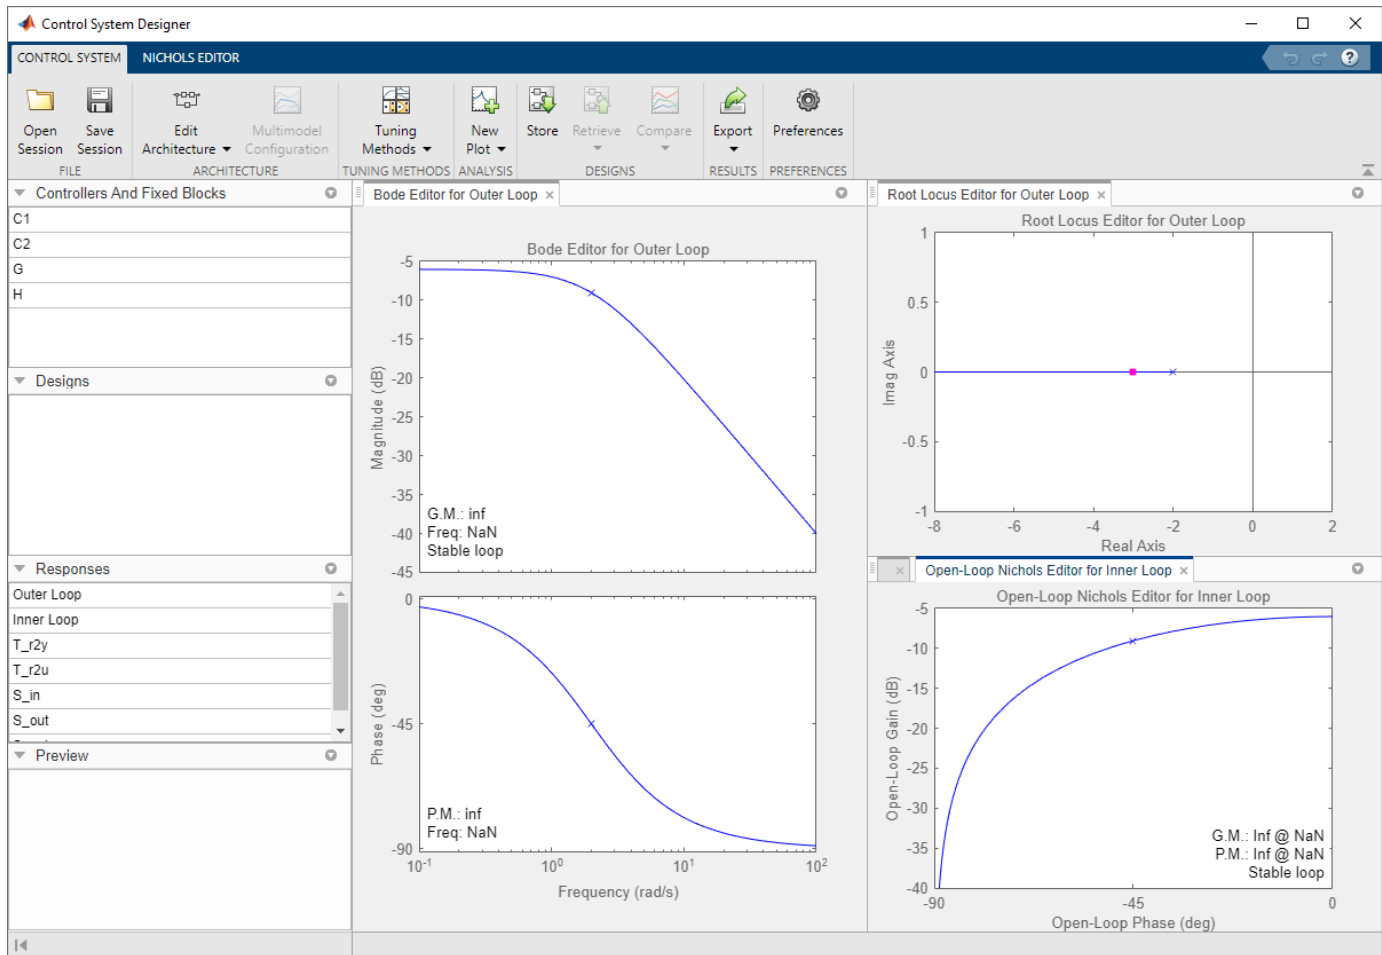 Control System Designer
CONTROL SYSTEM
NICHOLS EDITOR
Open Session
Save Session
FILE
Edit Architecture
Multimodel Configuration
ARCHITECTURE
Tuning Methods
TUNING METHODS
New Plot
ANALYSIS
Store
Retrieve
Compare
DESIGNS
Export
RESULTS
Preferences
PREFERENCES
Controllers And Fixed Blocks
C1
C2
G
H
Designs
Responses
Outer Loop
Inner Loop
T_r2y
T_r2u
S_in
S_out
Preview
Bode Editor for Outer Loop
Bode Editor for Outer Loop
Magnitude (dB)
-5
-10
-15
-20
-25
-30
-35
-40
-45
G.M.: inf
Freq: NaN
Stable loop
Phase (deg)
0
-45
-90
P.M.: inf
Freq: NaN
10-1
100
101
102
Frequency (rad/s)
Root Locus Editor for Outer Loop
Root Locus Editor for Outer Loop
Imag Axis
1
0.5
0
-0.5
-1
-8
-6
-4
-2
0
2
Real Axis
Open-Loop Nichols Editor for Inner Loop
Open-Loop Nichols Editor for Inner Loop
Open-Loop Gain (dB)
-5
-10
-15
-20
-25
-30
-35
-40
G.M.: Inf @ NaN
P.M.: Inf @ NaN
Stable loop
-90
-45
0
Open-Loop Phase (deg)